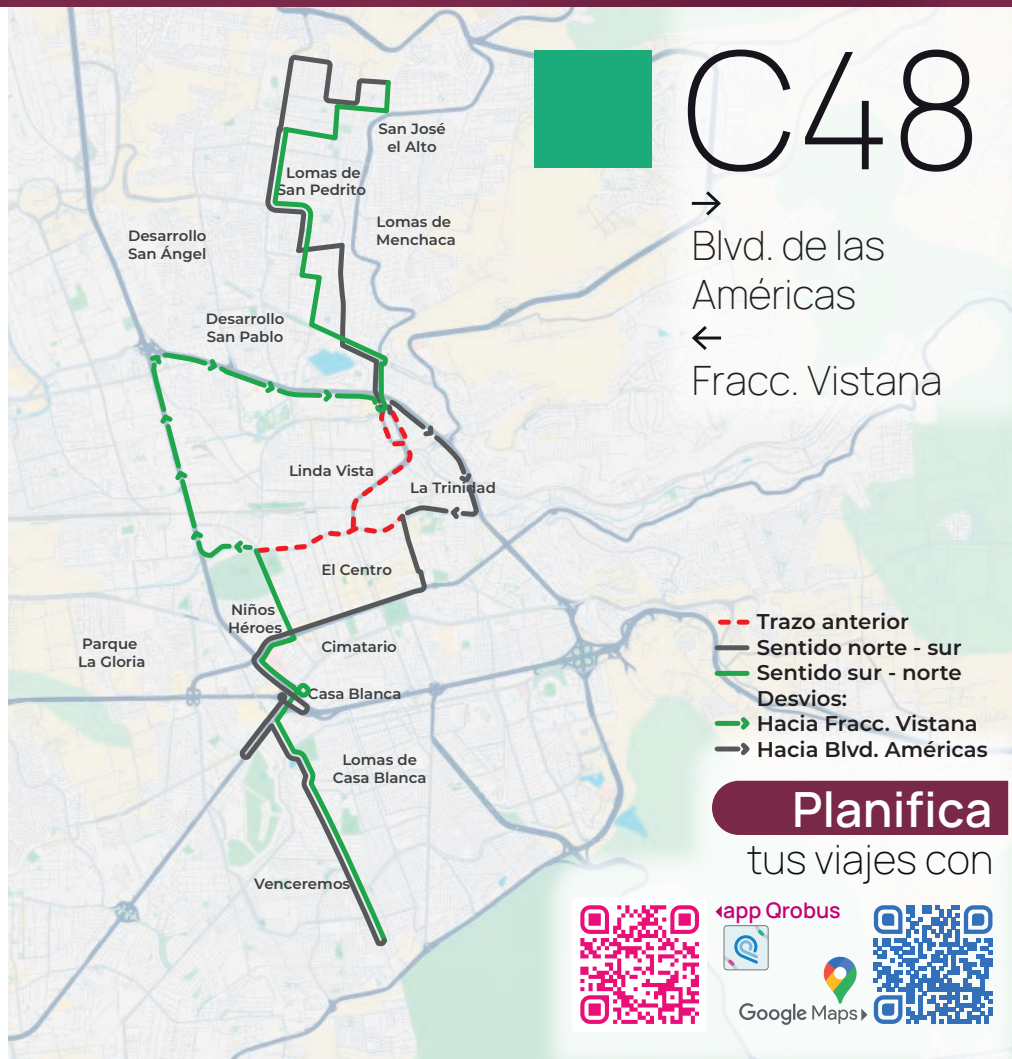 C48
→
Blvd. de las
Américas
←
Fracc. Vistana
San José
el Alto
Lomas de
San Pedrito
Lomas de
Menchaca
Desarrollo
San Ángel
Desarrollo
San Pablo
Linda Vista
La Trinidad
El Centro
Niños
Héroes
Parque
La Gloria
Cimatario
Casa Blanca
Lomas de
Casa Blanca
Venceremos
Trazo anterior
Sentido norte - sur
Sentido sur - norte
Desvios:
Hacia Fracc. Vistana
Hacia Blvd. Américas
Planifica
tus viajes con
app Qrobus
Google Maps